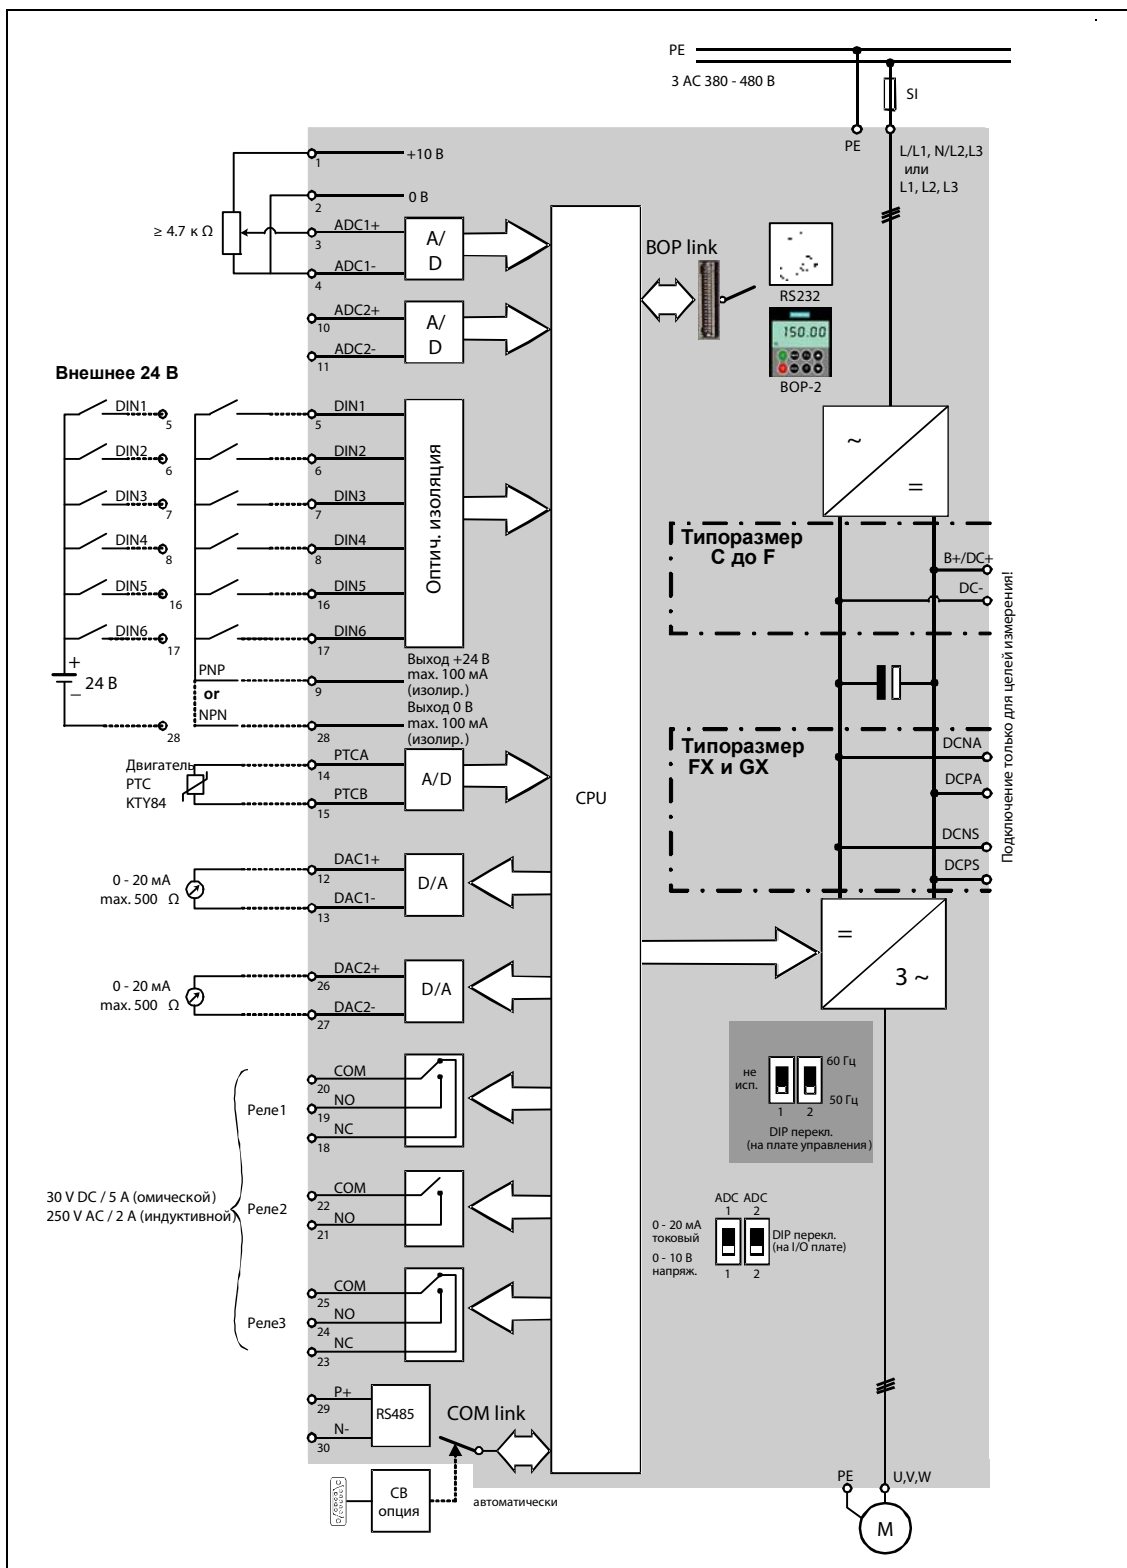 PE
3 AC 380 - 480 В
SI
PE
L/L1, N/L2,L3
или
L1, L2, L3
1
+10 В
2
0 В
≥ 4.7 к Ω
ADC1+
3
ADC1-
4
A/
D
ADC2+
10
ADC2-
11
A/
D
BOP link
RS232
150.00
BOP-2
Внешнее 24 В
DIN1
5
DIN2
6
DIN3
7
DIN4
8
DIN5
16
DIN6
17
+
24 В
_
28
DIN1
5
DIN2
6
DIN3
7
DIN4
8
DIN5
16
DIN6
17
Оптич. изоляция
PNP
or
NPN
9
Выход +24 В
max. 100 мА
(изолир.)
28
Выход 0 В
max. 100 мА
(изолир.)
Двигатель
PTC
KTY84
PTCA
14
PTCB
15
A/D
CPU
~
=
Типоразмер
C до F
B+/DC+
DC-
Типоразмер
FX и GX
DCNA
DCPA
DCNS
DCPS
Подключение только для целей измерения!
=
3 ~
0 - 20 мА
max. 500 Ω
DAC1+
12
DAC1-
13
D/A
0 - 20 мА
max. 500 Ω
DAC2+
26
DAC2-
27
D/A
не
исп.
60 Гц
50 Гц
1 2
DIP перекл.
(на плате управления)
30 V DC / 5 A (омической)
250 V AC / 2 A (индуктивной)
Реле1
COM
20
NO
19
NC
18
Реле2
COM
22
NO
21
Реле3
COM
25
NO
24
NC
23
ADC ADC
1 2
0 - 20 мА
токовый
0 - 10 В
напряж.
DIP перекл.
(на I/O плате)
1 2
P+
29
N-
30
RS485
COM link
CB
опция
автоматически
PE
U,V,W
M